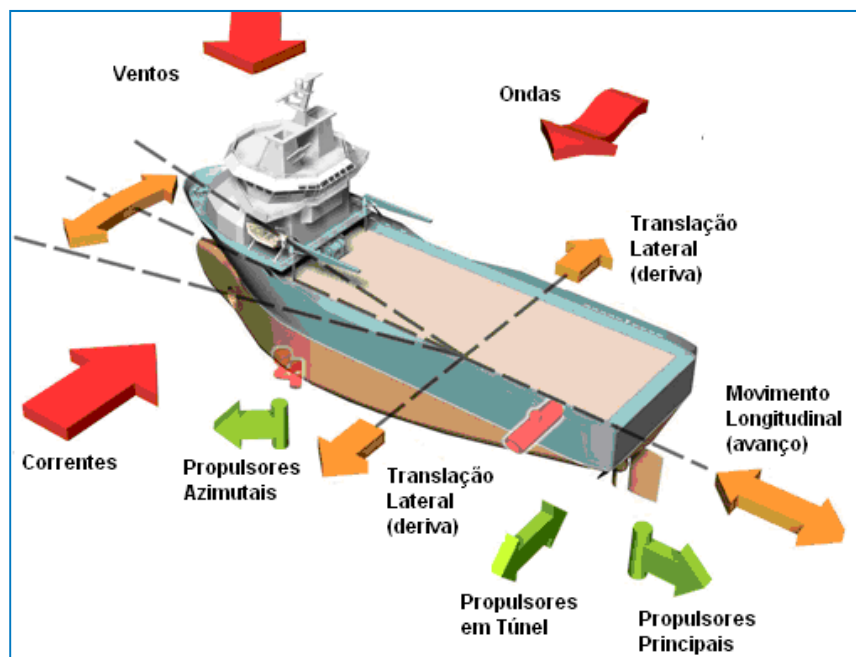 Ventos
Ondas
Translação
Lateral
(deriva)
Movimento
Longitudinal
(avanço)
Correntes
Propulsores
Azimutais
Translação
Lateral
(deriva)
Propulsores
em Túnel
Propulsores
Principais